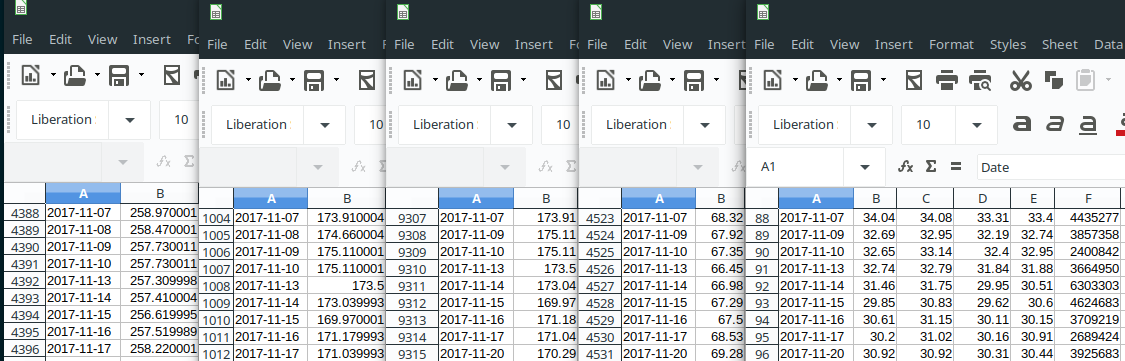 File Edit View Insert
Liberation 10
A B
4388 2017-11-07 258.970001
4389 2017-11-08 258.470001
4390 2017-11-09 257.730011
4391 2017-11-10 257.730011
4392 2017-11-13 257.309998
4393 2017-11-14 257.410004
4394 2017-11-15 256.619995
4395 2017-11-16 257.519989
4396 2017-11-17 258.220001
File Edit View Insert
Liberation 10
A B
1004 2017-11-07 173.910004
1005 2017-11-08 174.660004
1006 2017-11-09 175.110001
1007 2017-11-10 175.110001
1008 2017-11-13 173.5
1009 2017-11-14 173.039993
1010 2017-11-15 169.970001
1011 2017-11-16 171.179993
1012 2017-11-17 171.039993
File Edit View Insert
Liberation 10
A B
9307 2017-11-07 173.91
9308 2017-11-09 175.11
9309 2017-11-10 175.11
9310 2017-11-13 173.5
9311 2017-11-14 173.04
9312 2017-11-15 169.97
9313 2017-11-16 171.18
9314 2017-11-17 171.04
9315 2017-11-20 170.29
File Edit View Insert
Liberation
A B
4523 2017-11-07 68.32
4524 2017-11-09 67.92
4525 2017-11-10 67.35
4526 2017-11-13 66.45
4527 2017-11-14 66.98
4528 2017-11-15 67.29
4529 2017-11-16 67.5
4530 2017-11-17 68.53
4531 2017-11-20 69.28
File Edit View Insert Format Styles Sheet Data
Liberation 10 a a a
A1 fx Σ = Date
A B C D E F
88 2017-11-07 34.04 34.08 33.31 33.4 4435277
89 2017-11-09 32.69 32.95 32.19 32.74 3857358
90 2017-11-10 32.65 33.14 32.4 32.95 2400842
91 2017-11-13 32.74 32.79 31.84 31.88 3664950
92 2017-11-14 31.46 31.75 29.95 30.51 6303303
93 2017-11-15 29.85 30.83 29.62 30.6 4624683
94 2017-11-16 30.61 31.15 30.11 30.15 3709219
95 2017-11-17 30.2 31.02 30.16 30.91 2689424
96 2017-11-20 30.92 30.92 30.31 30.44 3925683